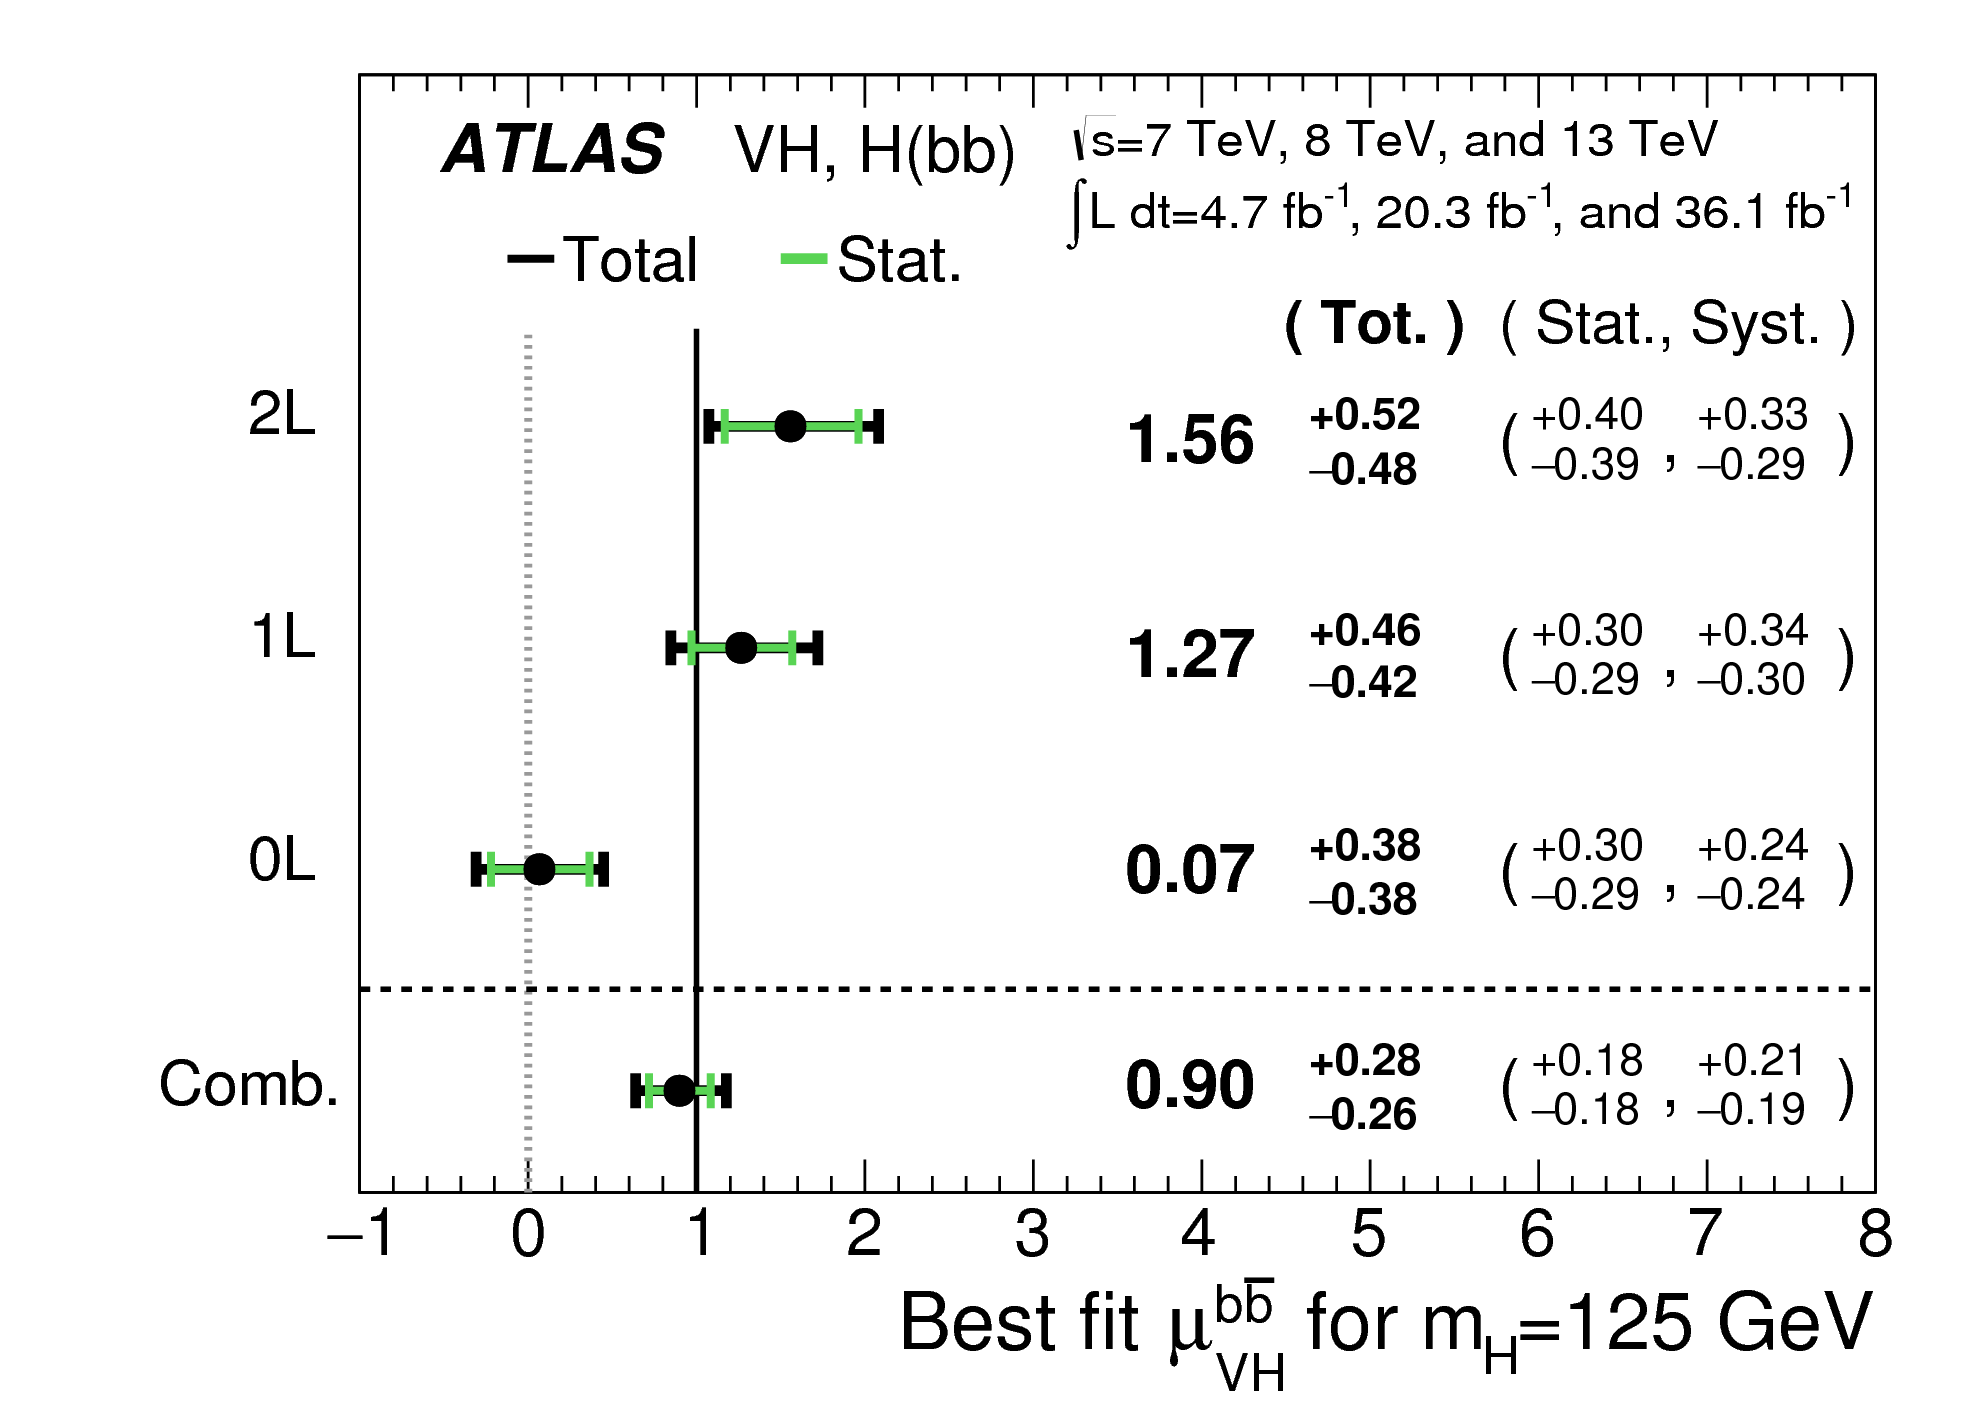 ATLAS VH, H(bb) √s=7 TeV, 8 TeV, and 13 TeV
∫L dt=4.7 fb⁻¹, 20.3 fb⁻¹, and 36.1 fb⁻¹
Total Stat.
( Tot. ) ( Stat., Syst. )
2L 1.56 +0.52 −0.48 ( +0.40 −0.39 , +0.33 −0.29 )
1L 1.27 +0.46 −0.42 ( +0.30 −0.29 , +0.34 −0.30 )
0L 0.07 +0.38 −0.38 ( +0.30 −0.29 , +0.24 −0.24 )
Comb. 0.90 +0.28 −0.26 ( +0.18 −0.18 , +0.21 −0.19 )
−1 0 1 2 3 4 5 6 7 8
Best fit μ_VH^bb̅ for m_H=125 GeV